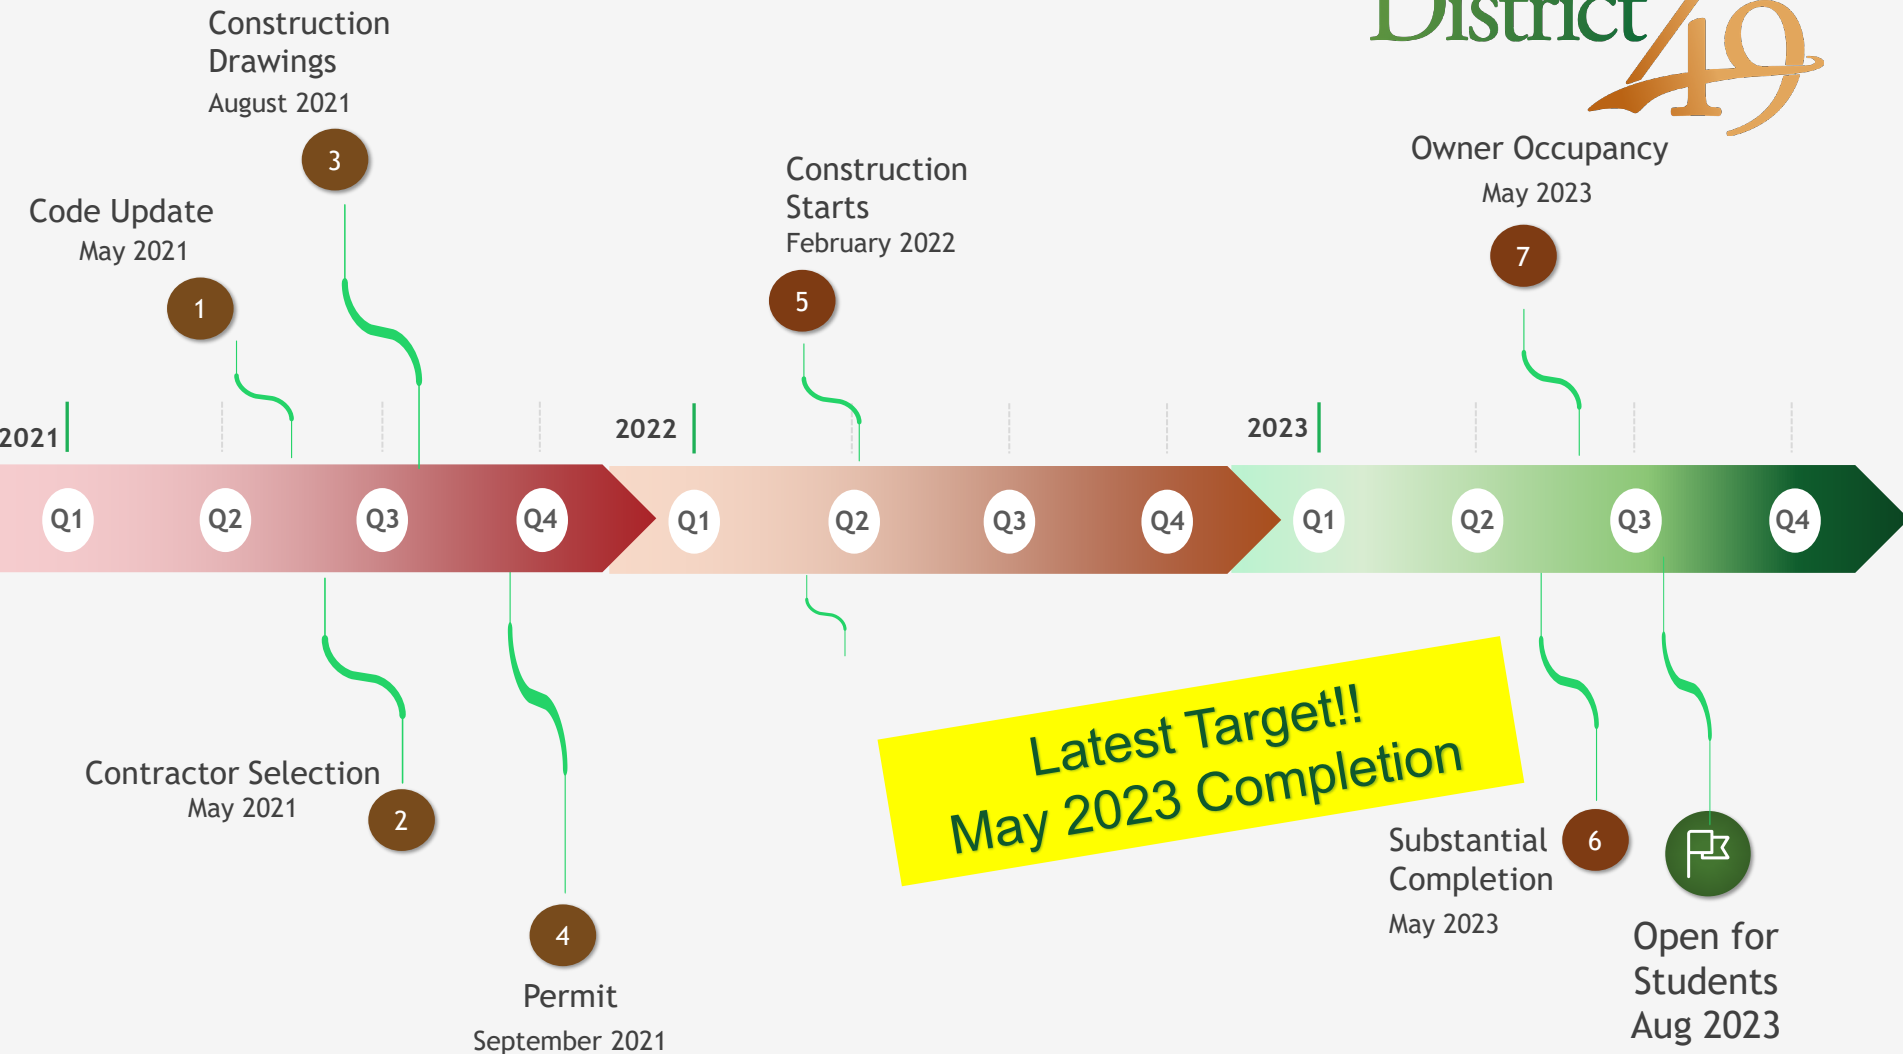 Construction
Drawings
August 2021
3
District
49
Code Update
May 2021
1
Construction
Starts
February 2022
5
Owner Occupancy
May 2023
7
2021
2022
2023
Q1
Q2
Q3
Q4
Q1
Q2
Q3
Q4
Q1
Q2
Q3
Q4
Contractor Selection
May 2021
2
Latest Target!!
May 2023 Completion
4
Permit
September 2021
Substantial
Completion
May 2023
6
Open for
Students
Aug 2023